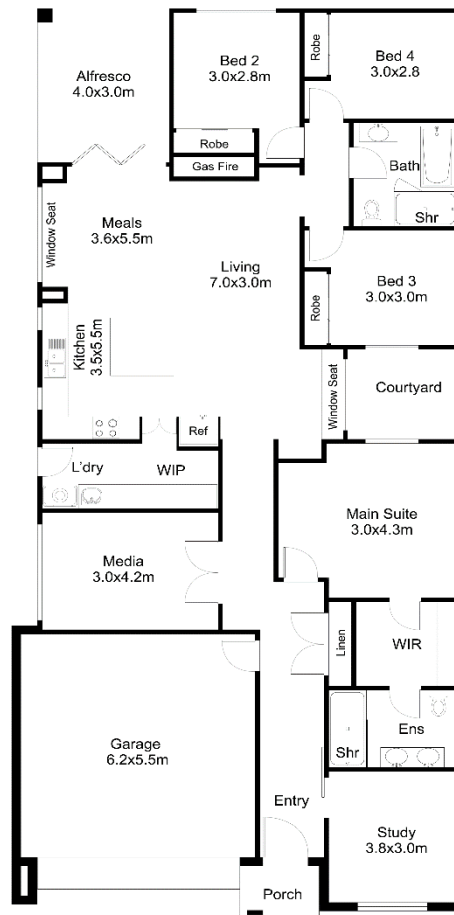 Bed 2
3.0x2.8m
Robe
Bed 4
3.0x2.8
Alfresco
4.0x3.0m
Robe
Gas Fire
Bath
Shr
Window Seat
Meals
3.6x5.5m
Living
7.0x3.0m
Robe
Bed 3
3.0x3.0m
Kitchen
3.5x5.5m
Window Seat
Courtyard
Ref
L'dry
WIP
Main Suite
3.0x4.3m
Media
3.0x4.2m
Linen
WIR
Ens
Shr
Garage
6.2x5.5m
Entry
Study
3.8x3.0m
Porch